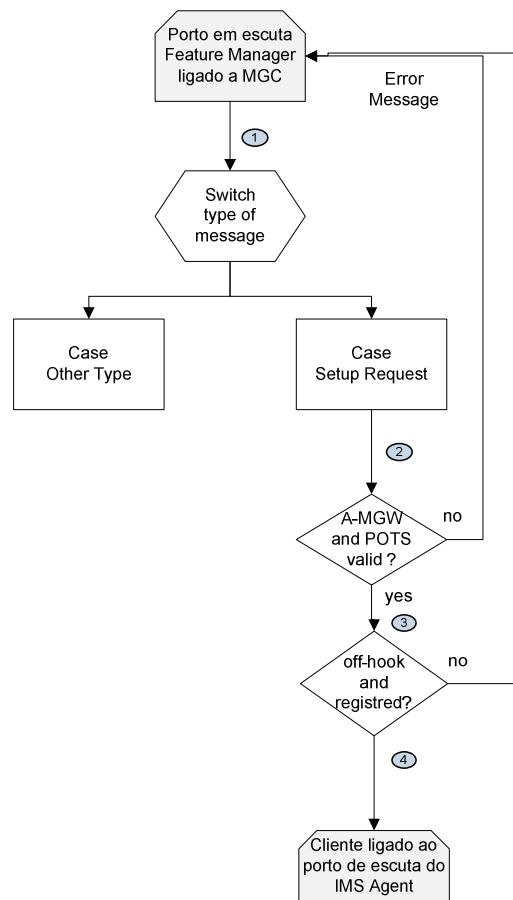 Porto em escuta
Feature Manager
ligado a MGC
Error
Message
1
Switch
type of
message
Case
Other Type
Case
Setup Request
2
A-MGW
and POTS
valid ?
no
yes
3
off-hook
and
registred?
no
4
Cliente ligado ao
porto de escuta do
IMS Agent